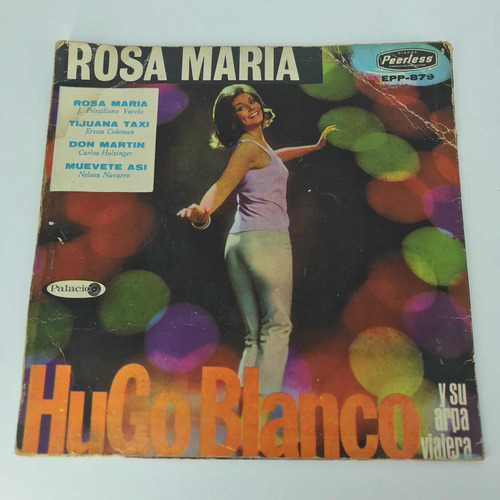 ROSA MARIA
DISCOS
Peerless
EPP-879
ROSA MARIA
J. Prisciliano Varela
TIJUANA TAXI
Ervan Coleman
DON MARTIN
Carlos Holzinger
MUEVETE ASI
Nelson Navarro
Palacio
HuGo Blanco
y su
arpa
viajera